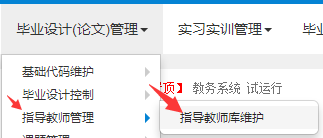 毕业设计(论文)管理 实习实训管理
基础代码维护
毕业设计控制
顶】 教务系统 试运行
指导教师管理 指导教师库维护